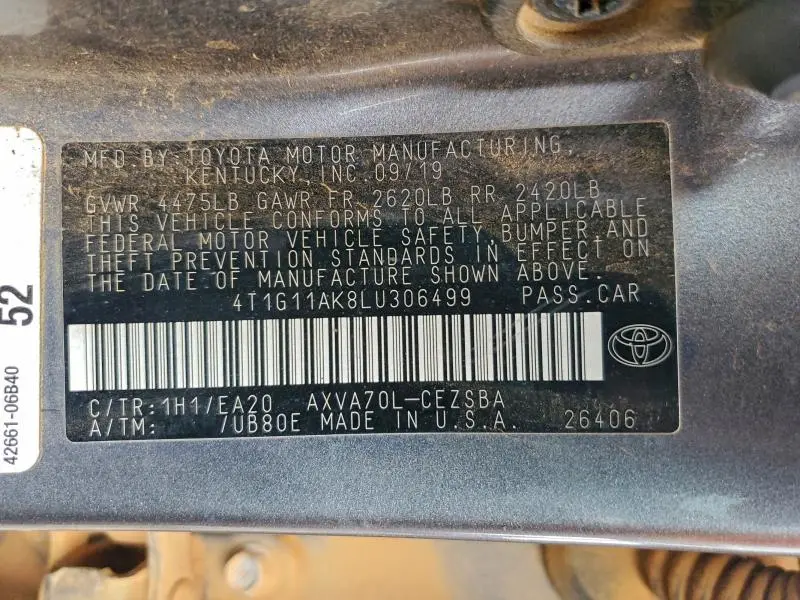 MFD.BY:TOYOTA MOTOR MANUFACTURING,
KENTUCKY, INC.09/19
GVWR 4475LB GAWR FR 2620LB RR 2420LB
THIS VEHICLE CONFORMS TO ALL APPLICABLE
FEDERAL MOTOR VEHICLE SAFETY,BUMPER AND
THEFT PREVENTION STANDARDS IN EFFECT ON
THE DATE OF MANUFACTURE SHOWN ABOVE.
4T1G11AK8LU306499 PASS.CAR
C/TR:1H1/EA20 AXVA70L-CEZSBA
A/TM: /UB80E MADE IN U.S.A. 26406
52
42661-06B40